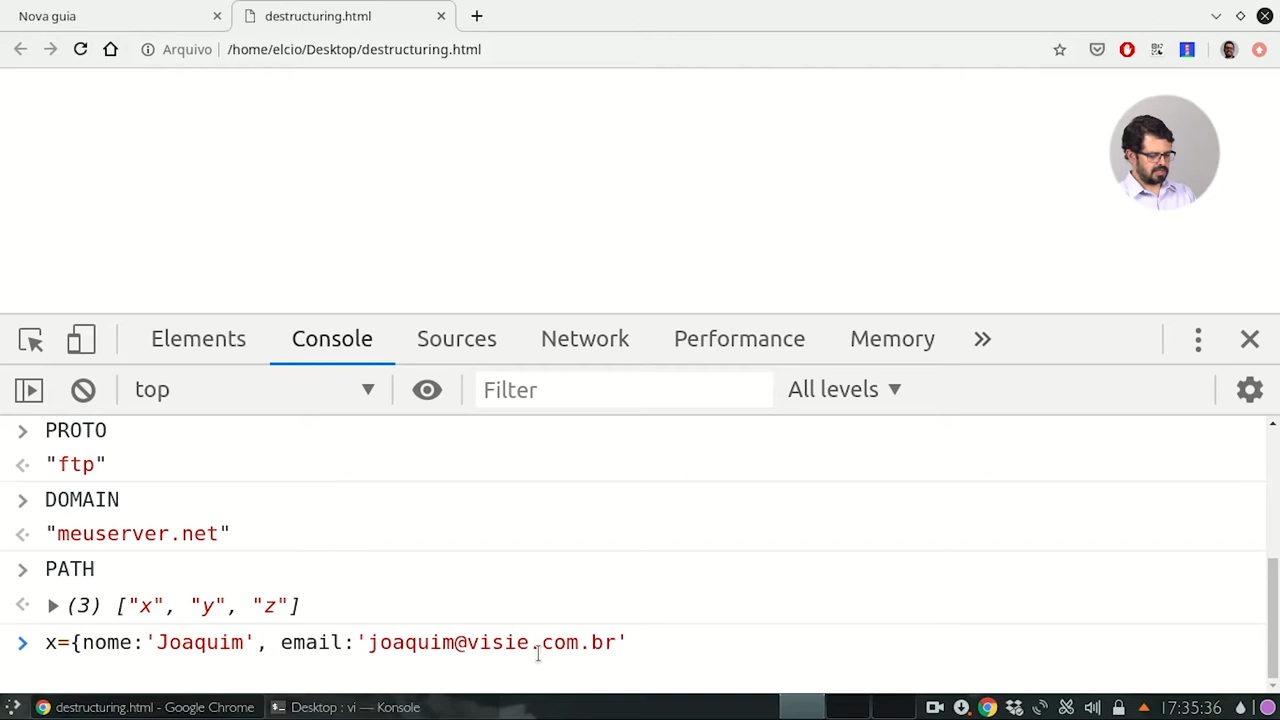 Nova guia
destructuring.html
Arquivo
/home/elcio/Desktop/destructuring.html
Elements
Console
Sources
Network
Performance
Memory
top
Filter
All levels
PROTO
"ftp"
DOMAIN
"meuserver.net"
PATH
(3) ["x", "y", "z"]
x={nome:'Joaquim', email:'joaquim@visie.com.br'
destructuring.html - Google Chrome
Desktop : vi — Konsole
17:35:36